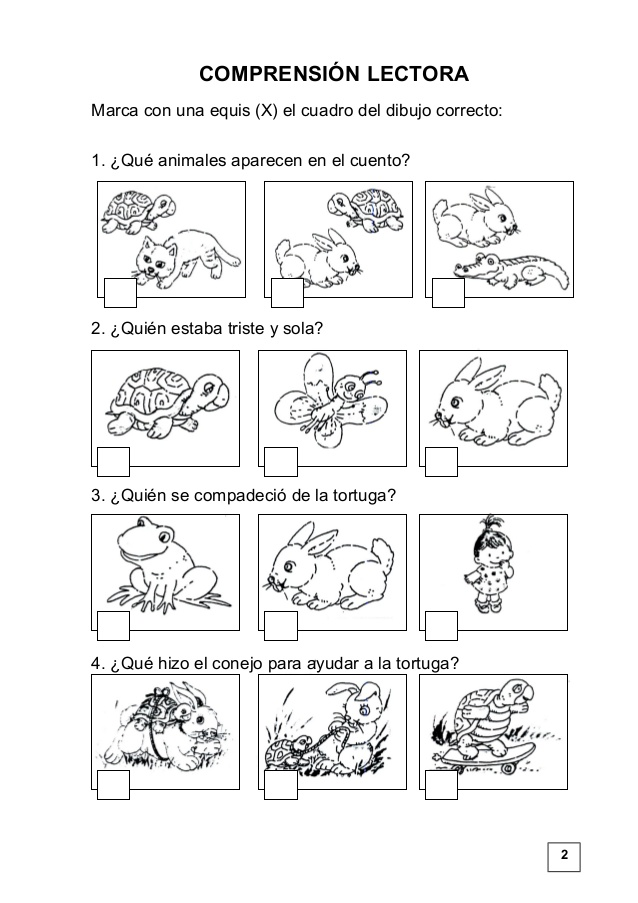 COMPRENSIÓN LECTORA
Marca con una equis (X) el cuadro del dibujo correcto:
1. ¿Qué animales aparecen en el cuento?
2. ¿Quién estaba triste y sola?
3. ¿Quién se compadeció de la tortuga?
4. ¿Qué hizo el conejo para ayudar a la tortuga?
2